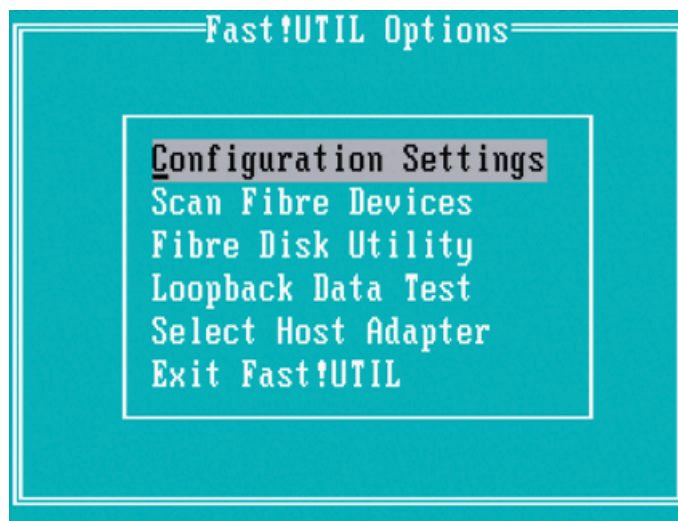 Fast!UTIL Options
Configuration Settings
Scan Fibre Devices
Fibre Disk Utility
Loopback Data Test
Select Host Adapter
Exit Fast!UTIL